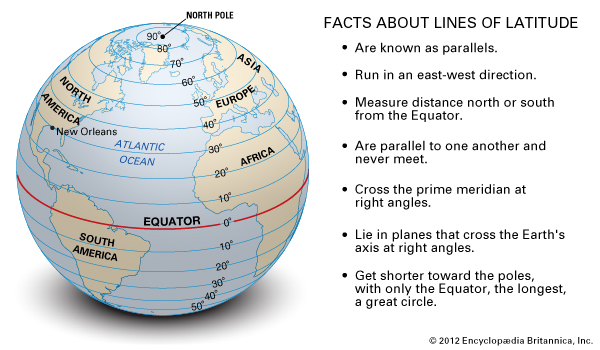 NORTH POLE
90°
80°
70°
60°
50°
40°
30°
20°
10°
0°
10°
20°
30°
40°
50°
ASIA
EUROPE
NORTH
AMERICA
New Orleans
ATLANTIC
OCEAN
AFRICA
EQUATOR
SOUTH
AMERICA
FACTS ABOUT LINES OF LATITUDE
• Are known as parallels.
• Run in an east-west direction.
• Measure distance north or south
from the Equator.
• Are parallel to one another and
never meet.
• Cross the prime meridian at
right angles.
• Lie in planes that cross the Earth's
axis at right angles.
• Get shorter toward the poles,
with only the Equator, the longest,
a great circle.
© 2012 Encyclopædia Britannica, Inc.